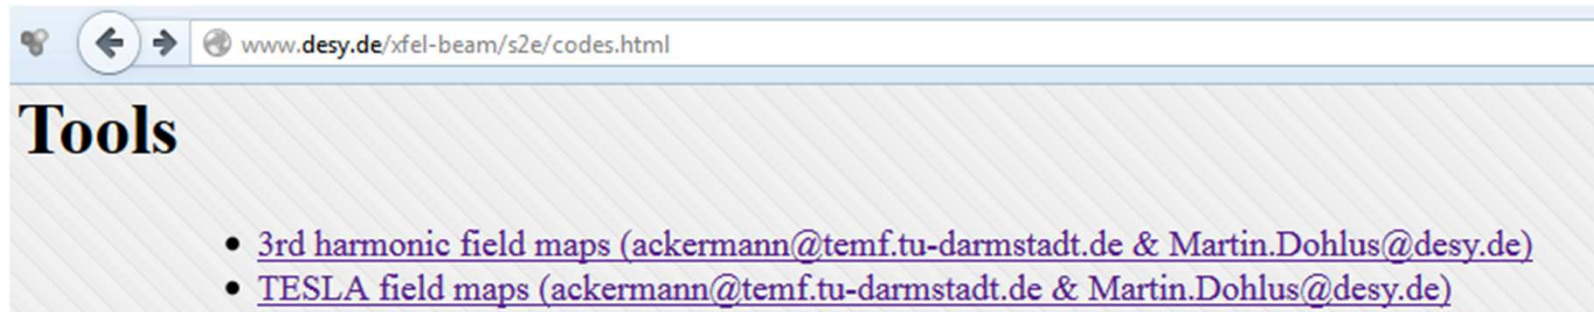 www.desy.de/xfel-beam/s2e/codes.html
Tools
• 3rd harmonic field maps (ackermann@temf.tu-darmstadt.de & Martin.Dohlus@desy.de)
• TESLA field maps (ackermann@temf.tu-darmstadt.de & Martin.Dohlus@desy.de)